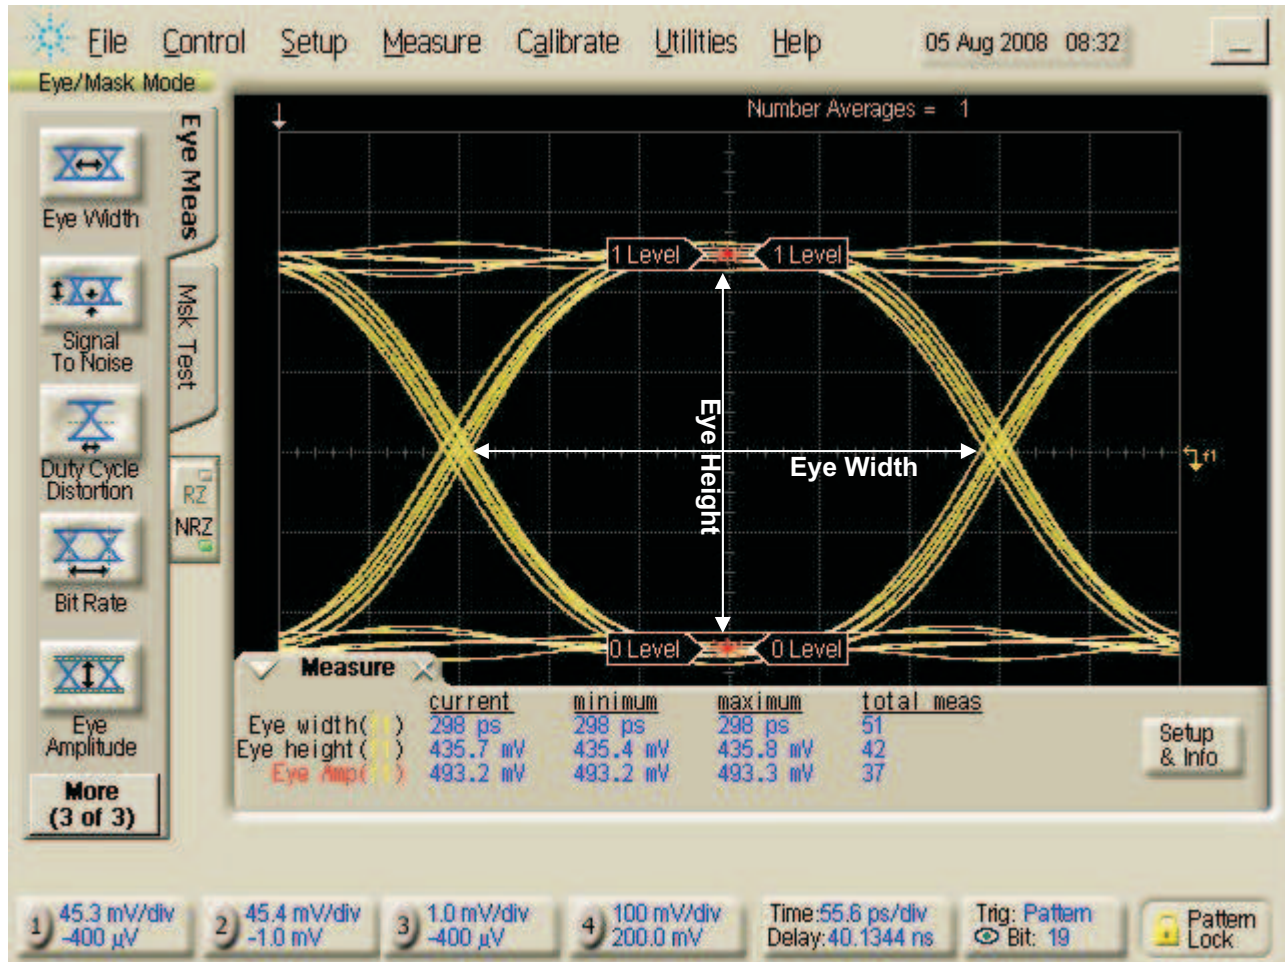 File Control Setup Measure Calibrate Utilities Help 05 Aug 2008 08:32
Eye/Mask Mode
Number Averages = 1
Eye Meas
Msk Test
Eye Width
Signal
To Noise
Duty Cycle
Distortion
Bit Rate
Eye
Amplitude
More
(3 of 3)
RZ
NRZ
1 Level 1 Level
Eye Height
Eye Width
f1
0 Level 0 Level
Measure
current minimum maximum total meas
Eye width( ) 298 ps 298 ps 298 ps 51
Eye height( ) 435.7 mV 435.4 mV 435.8 mV 42
Eye Amp( ) 493.2 mV 493.2 mV 493.3 mV 37
Setup
& Info
1 45.3 mV/div
-400 µV
2 45.4 mV/div
-1.0 mV
3 1.0 mV/div
-400 µV
4 100 mV/div
200.0 mV
Time:55.6 ps/div
Delay:40.1344 ns
Trig: Pattern
Bit: 19
Pattern
Lock